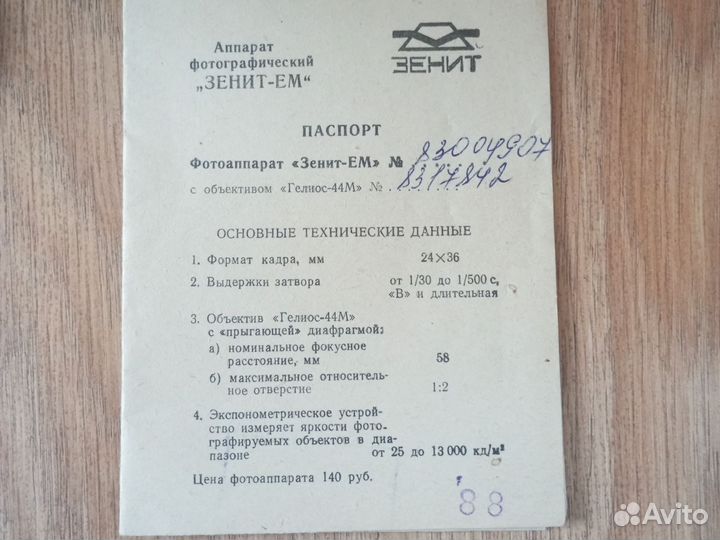 Аппарат
фотографический
„ЗЕНИТ-ЕМ“
ЗЕНИТ
ПАСПОРТ
Фотоаппарат «Зенит-ЕМ» № 83004907
с объективом «Гелиос-44М» № 8317842
ОСНОВНЫЕ ТЕХНИЧЕСКИЕ ДАННЫЕ
1. Формат кадра, мм 24×36
2. Выдержки затвора от 1/30 до 1/500 с,
«В» и длительная
3. Объектив «Гелиос-44М»
с «прыгающей» диафрагмой:
а) номинальное фокусное
расстояние, мм 58
б) максимальное относитель-
ное отверстие 1:2
4. Экспонометрическое устрой-
ство измеряет яркости фото-
графируемых объектов в диа-
пазоне от 25 до 13 000 кд/м²
Цена фотоаппарата 140 руб.
88
Avito